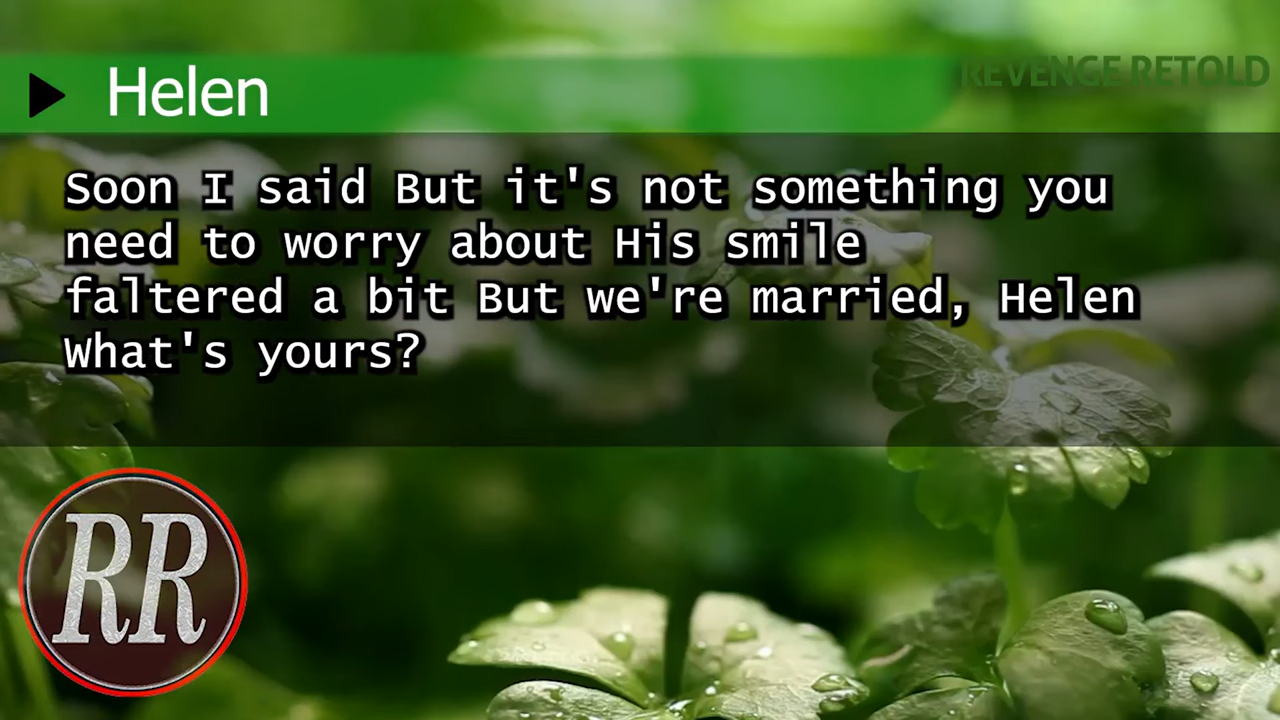 REVENGE RETOLD
Helen
Soon I said But it's not something you
need to worry about His smile
faltered a bit But we're married, Helen
What's yours?
RR